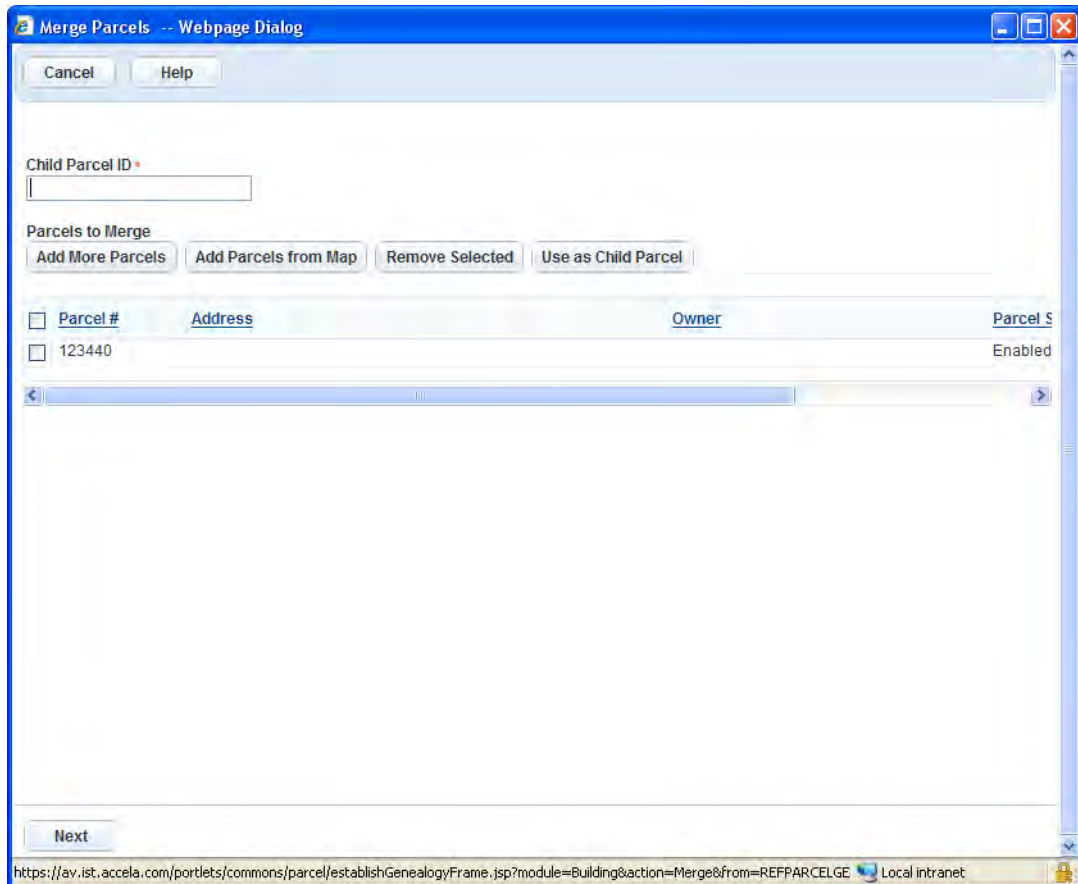 Merge Parcels -- Webpage Dialog
Cancel Help
Child Parcel ID *
Parcels to Merge
Add More Parcels Add Parcels from Map Remove Selected Use as Child Parcel
Parcel # Address Owner Parcel S
123440 Enabled
Next
https://av.ist.accela.com/portlets/commons/parcel/establishGenealogyFrame.jsp?module=Building&action=Merge&from=REFPARCELGE Local intranet